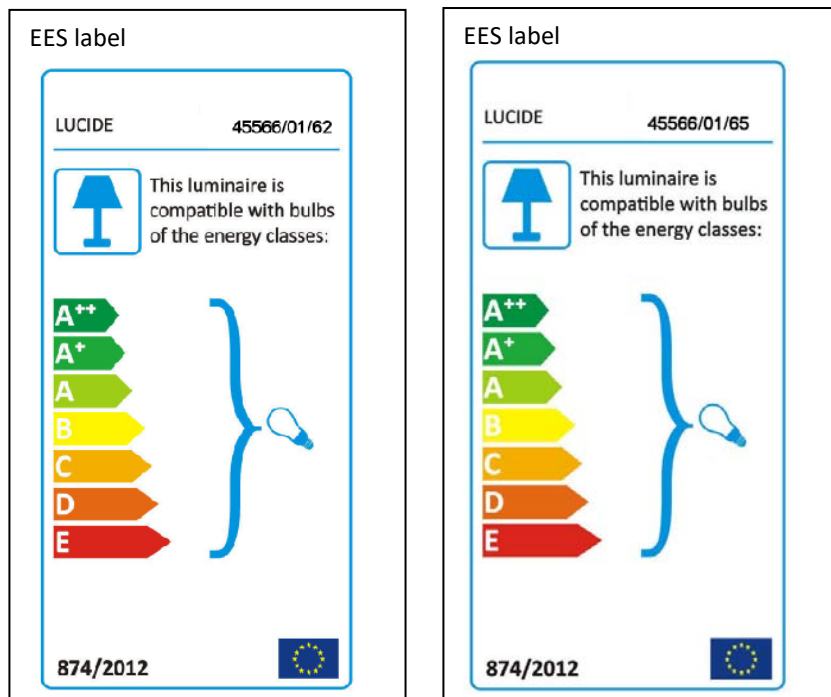 EES label
LUCIDE 45566/01/62
This luminaire is
compatible with bulbs
of the energy classes:
A++
A+
A
B
C
D
E
874/2012
EES label
LUCIDE 45566/01/65
This luminaire is
compatible with bulbs
of the energy classes:
A++
A+
A
B
C
D
E
874/2012